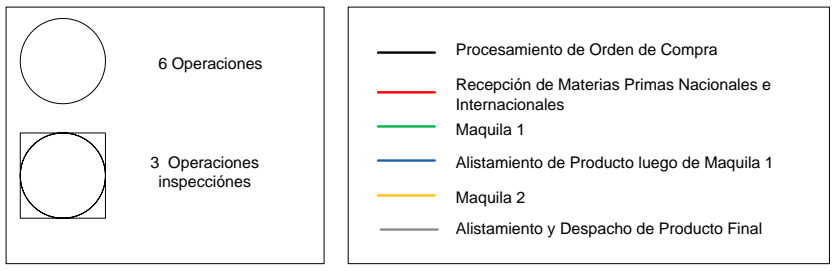 6 Operaciones
3 Operaciones
inspecciónes
Procesamiento de Orden de Compra
Recepción de Materias Primas Nacionales e
Internacionales
Maquila 1
Alistamiento de Producto luego de Maquila 1
Maquila 2
Alistamiento y Despacho de Producto Final